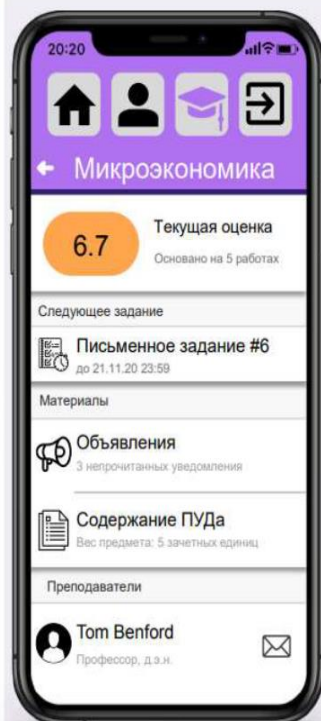 20:20
Микроэкономика
6.7
Текущая оценка
Основано на 5 работах
Следующее задание
Письменное задание #6
до 21.11.20 23:59
Материалы
Объявления
3 непрочитанных уведомления
Содержание ПУДа
Вес предмета: 5 зачетных единиц
Преподаватели
Tom Benford
Профессор, д.э.н.